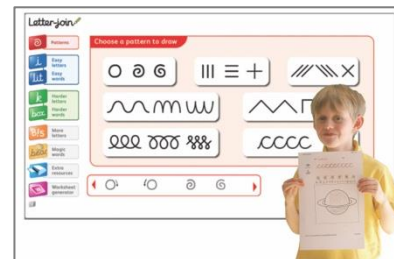 Letter-join
Patterns
Choose a pattern to draw
Easy
letters
Easy
words
Harder
letters
Harder
words
More
letters
Magic
words
Extra
resources
Worksheet
generator